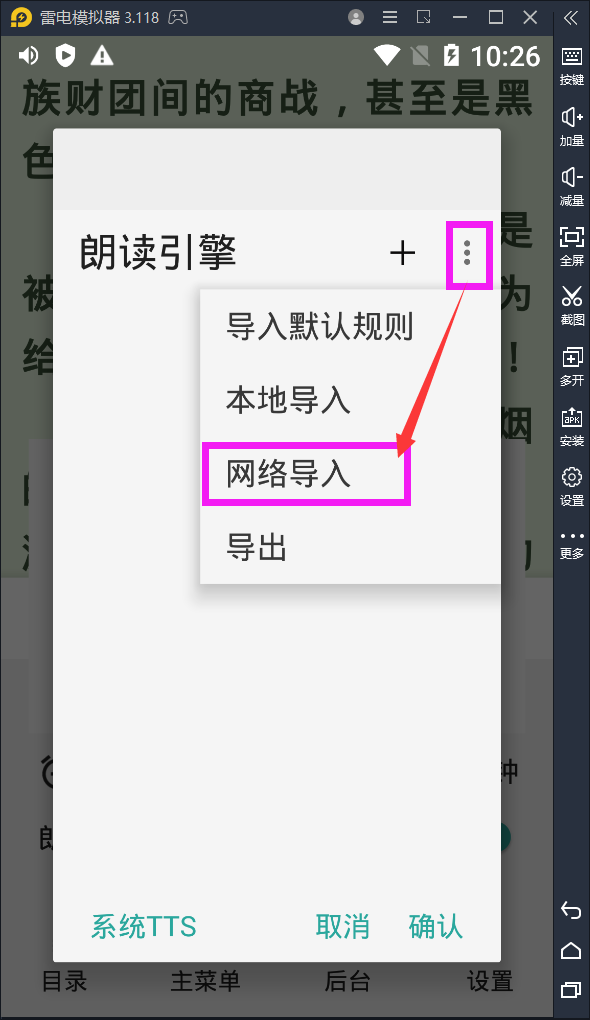 雷电模拟器 3.118
10:26
族财团间的商战，甚至是黑
色
是
被
为
给
！
烟
朗读引擎
导入默认规则
本地导入
网络导入
导出
钟
系统TTS 取消 确认
目录 主菜单 后台 设置
按键
加量
减量
全屏
截图
多开
APK
安装
设置
更多